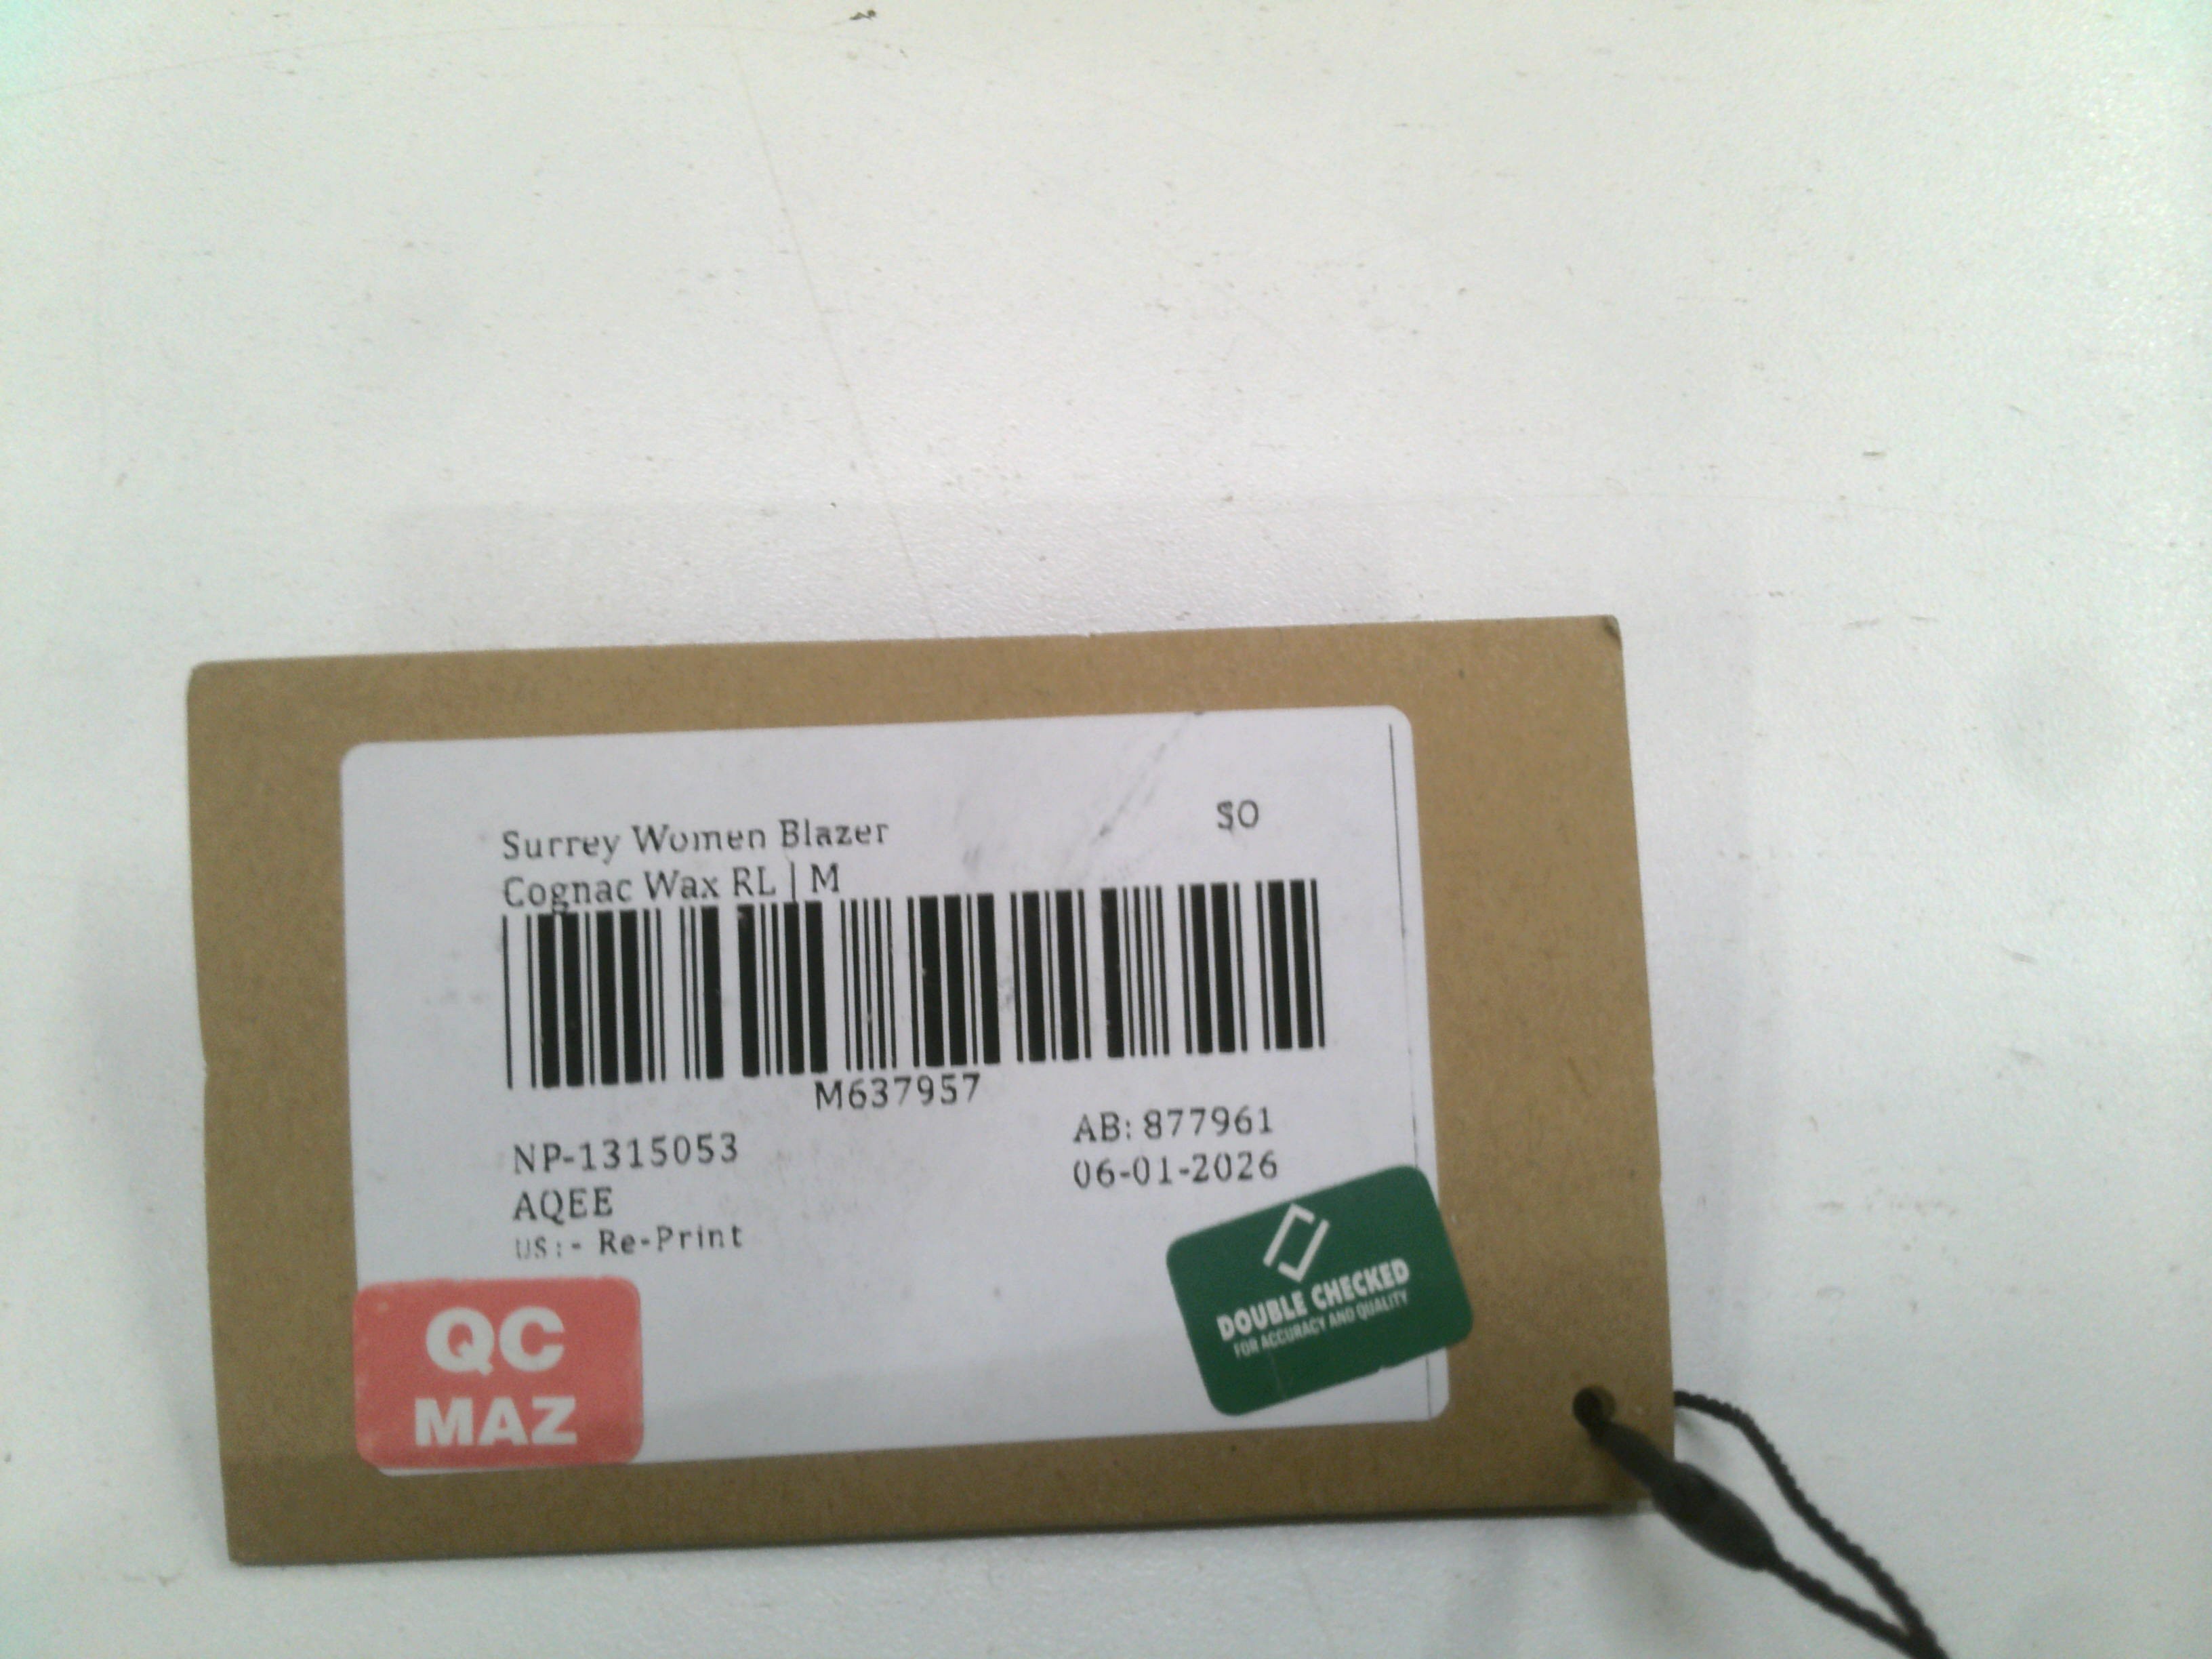 Surrey Women Blazer
SO
Cognac Wax RL | M
M637957
NP-1315053
AB: 877961
AQEE
06-01-2026
US:- Re-Print
QC
MAZ
DOUBLE CHECKED
FOR ACCURACY AND QUALITY